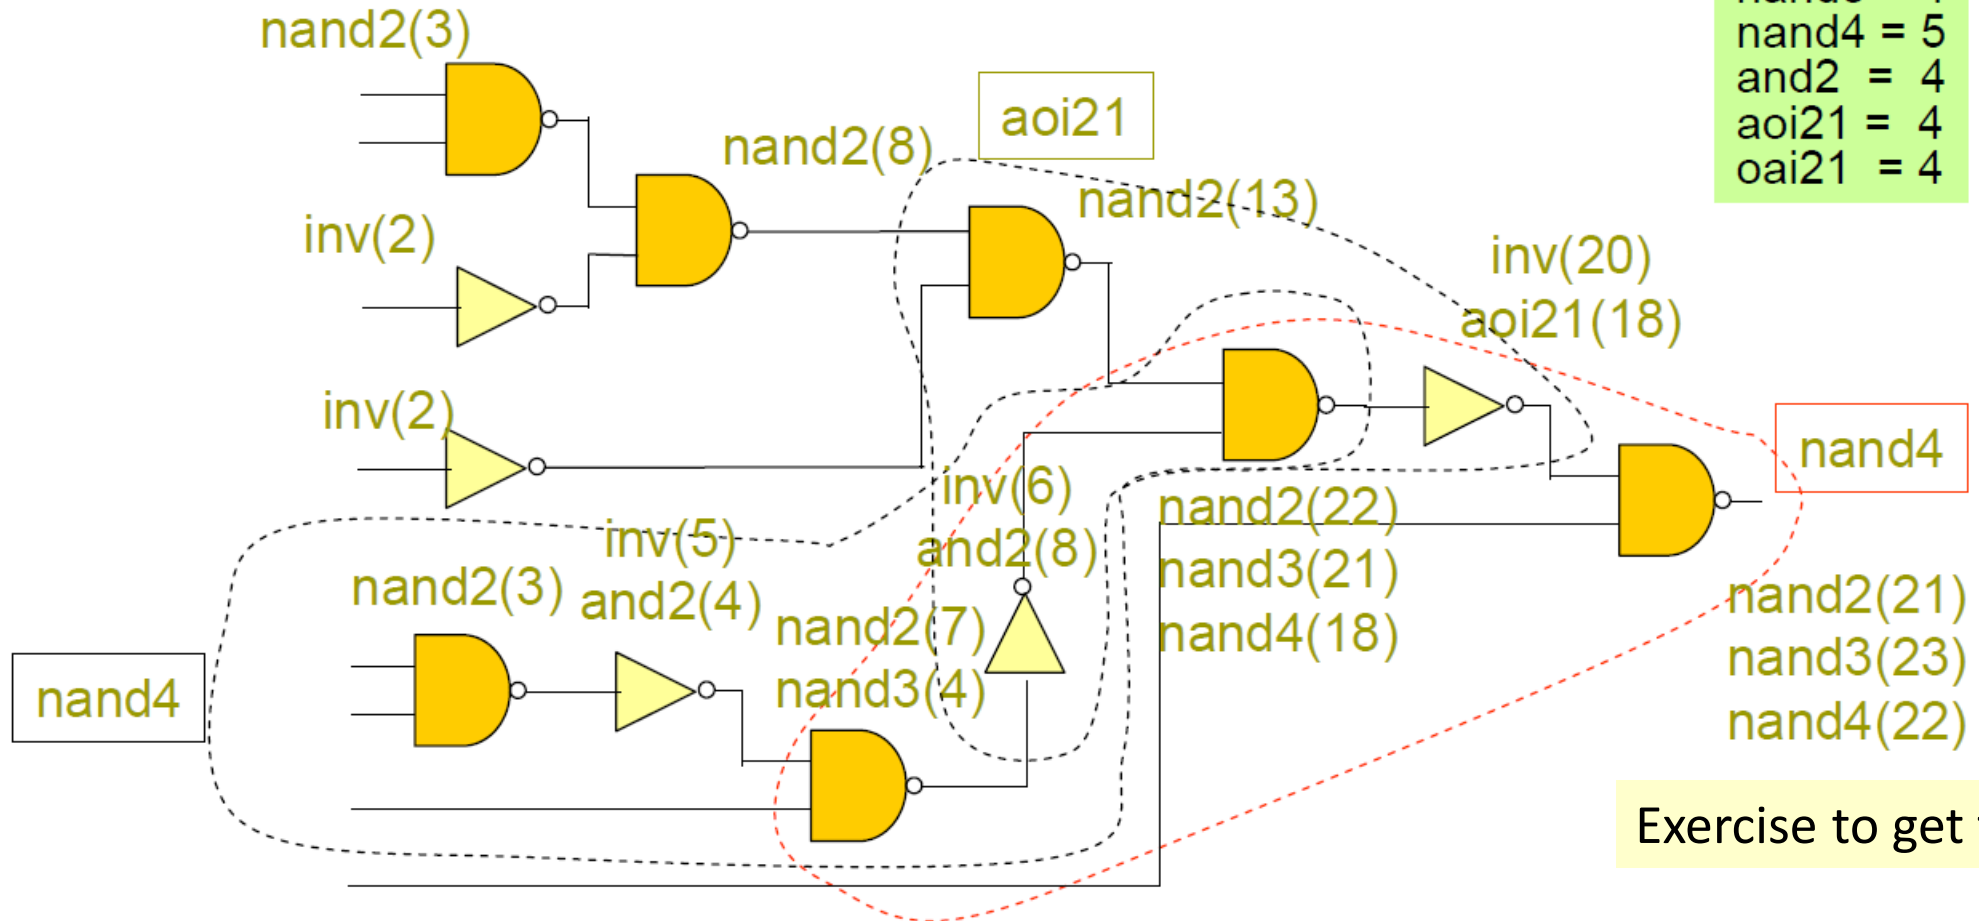 nand2(3)
nand4 = 5
and2 = 4
aoi21 = 4
oai21 = 4
aoi21
nand2(8)
nand2(13)
inv(2)
inv(20)
aoi21(18)
inv(2)
nand4
inv(6)
and2(8)
nand2(22)
nand3(21)
nand4(18)
inv(5)
and2(4)
nand2(3)
nand2(7)
nand3(4)
nand2(21)
nand3(23)
nand4(22)
nand4
Exercise to get